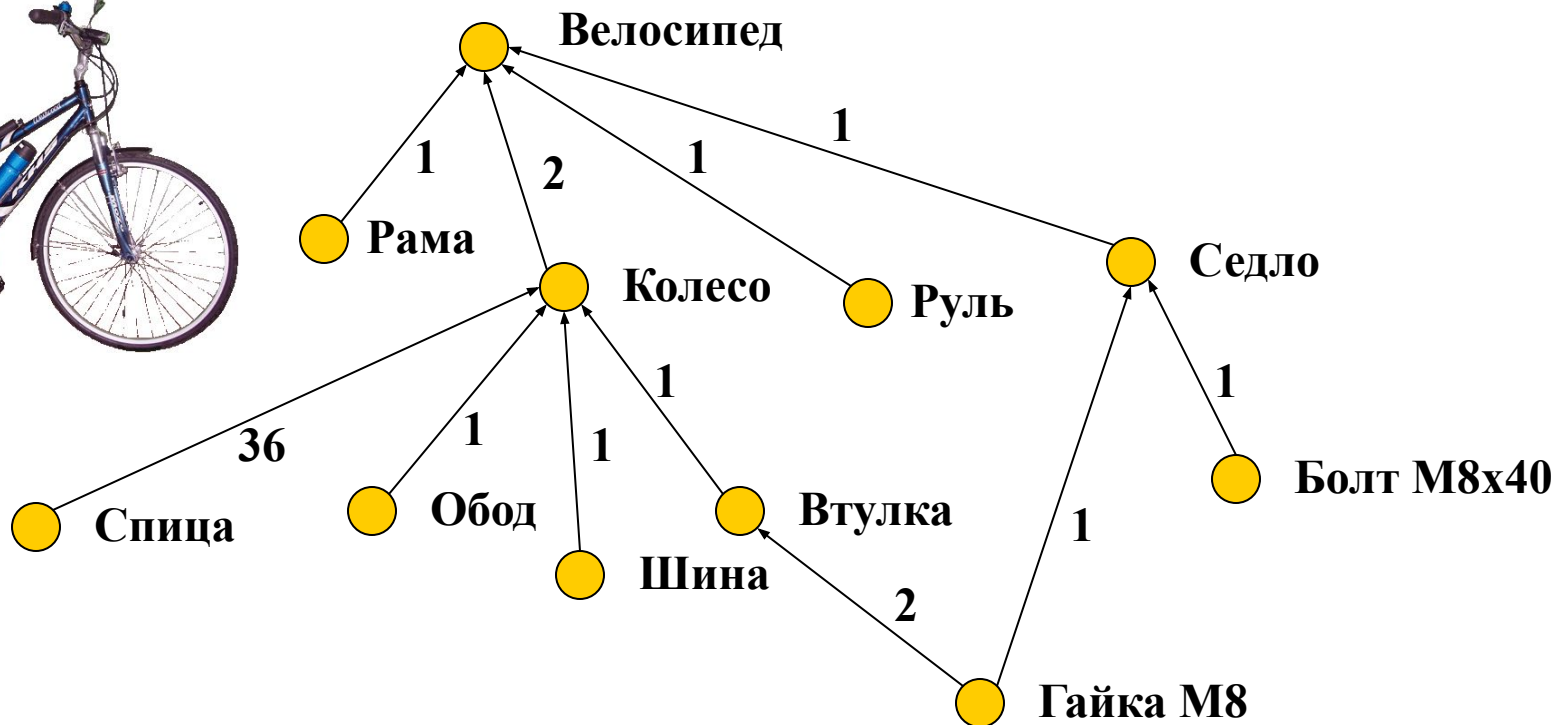 Велосипед
1
1
2
1
Рама
Колесо
Руль
Седло
36
1
1
1
1
Спица
Обод
Шина
Втулка
Болт М8х40
1
2
Гайка М8